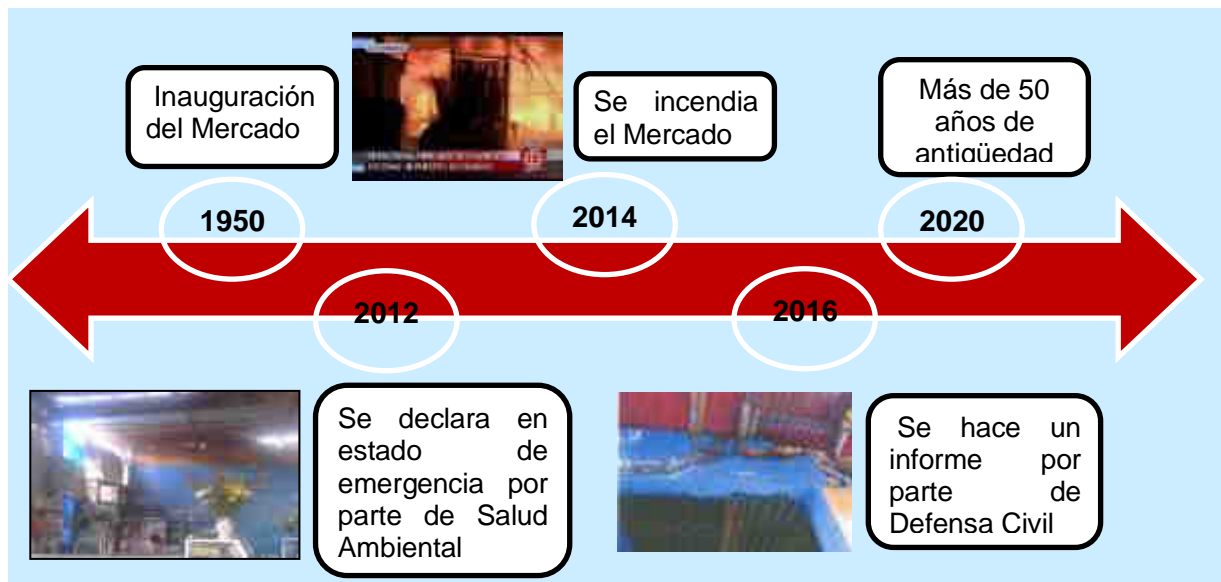 Inauguración
del Mercado
Se incendia
el Mercado
Más de 50
años de
antigüedad
1950
2014
2020
2012
2016
Se declara en
estado de
emergencia por
parte de Salud
Ambiental
Se hace un
informe por
parte de
Defensa Civil